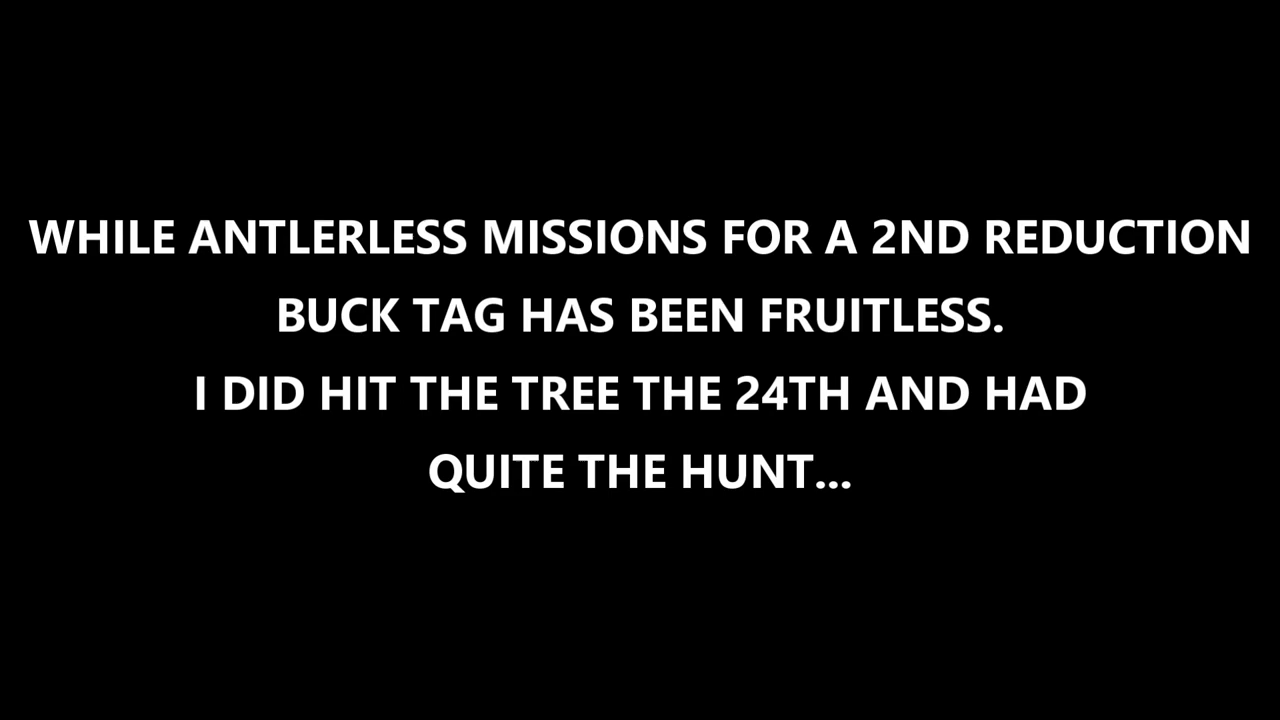 WHILE ANTLERLESS MISSIONS FOR A 2ND REDUCTION
BUCK TAG HAS BEEN FRUITLESS.
I DID HIT THE TREE THE 24TH AND HAD
QUITE THE HUNT...